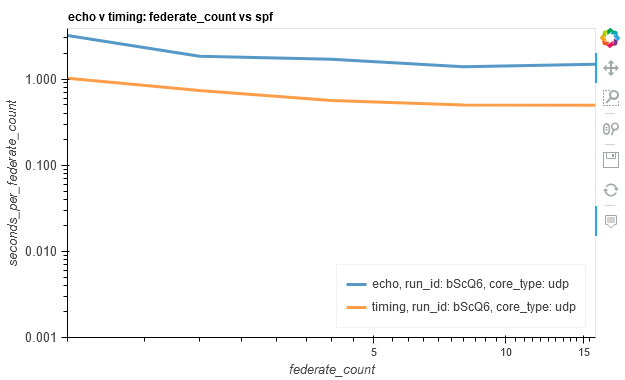 echo v timing: federate_count vs spf
seconds_per_federate_count
1.000
0.100
0.010
0.001
echo, run_id: bScQ6, core_type: udp
timing, run_id: bScQ6, core_type: udp
5
10
15
federate_count